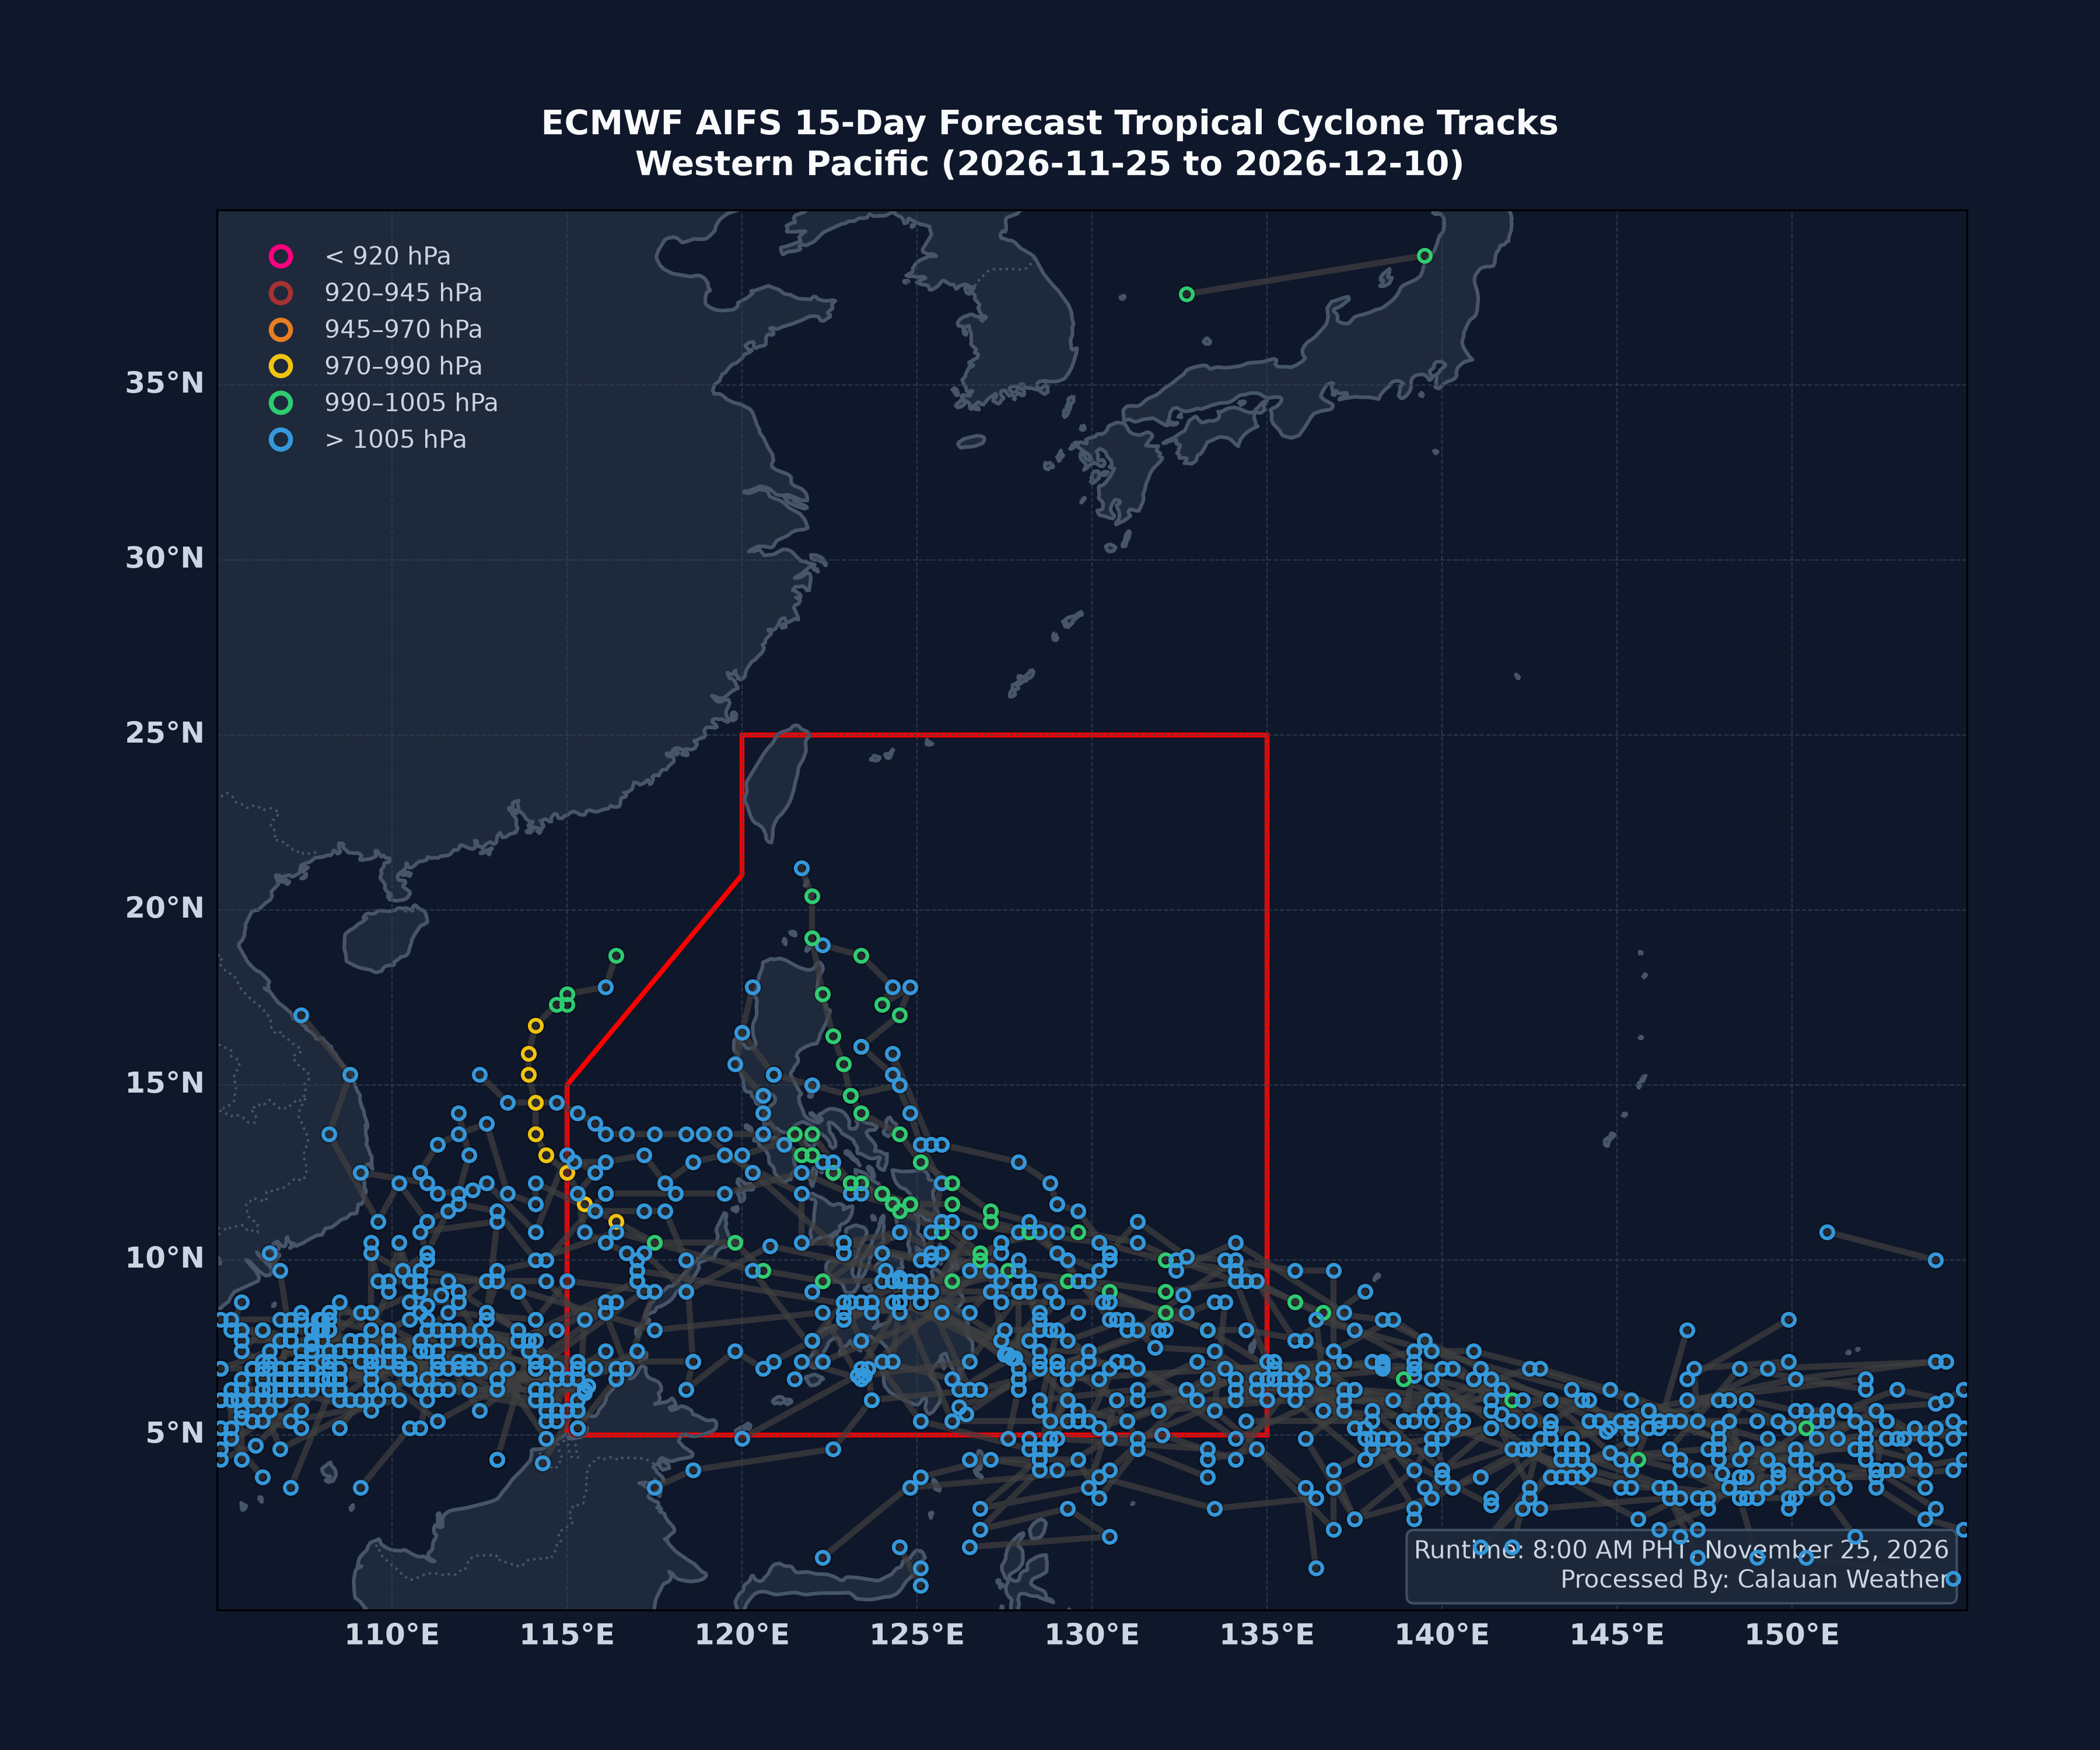 ECMWF AIFS 15-Day Forecast Tropical Cyclone Tracks
Western Pacific (2026-11-25 to 2026-12-10)
< 920 hPa
920–945 hPa
945–970 hPa
970–990 hPa
990–1005 hPa
> 1005 hPa
35°N
30°N
25°N
20°N
15°N
10°N
5°N
Runtime: 8:00 AM PHT, November 25, 2026
Processed By: Calauan Weather
110°E 115°E 120°E 125°E 130°E 135°E 140°E 145°E 150°E